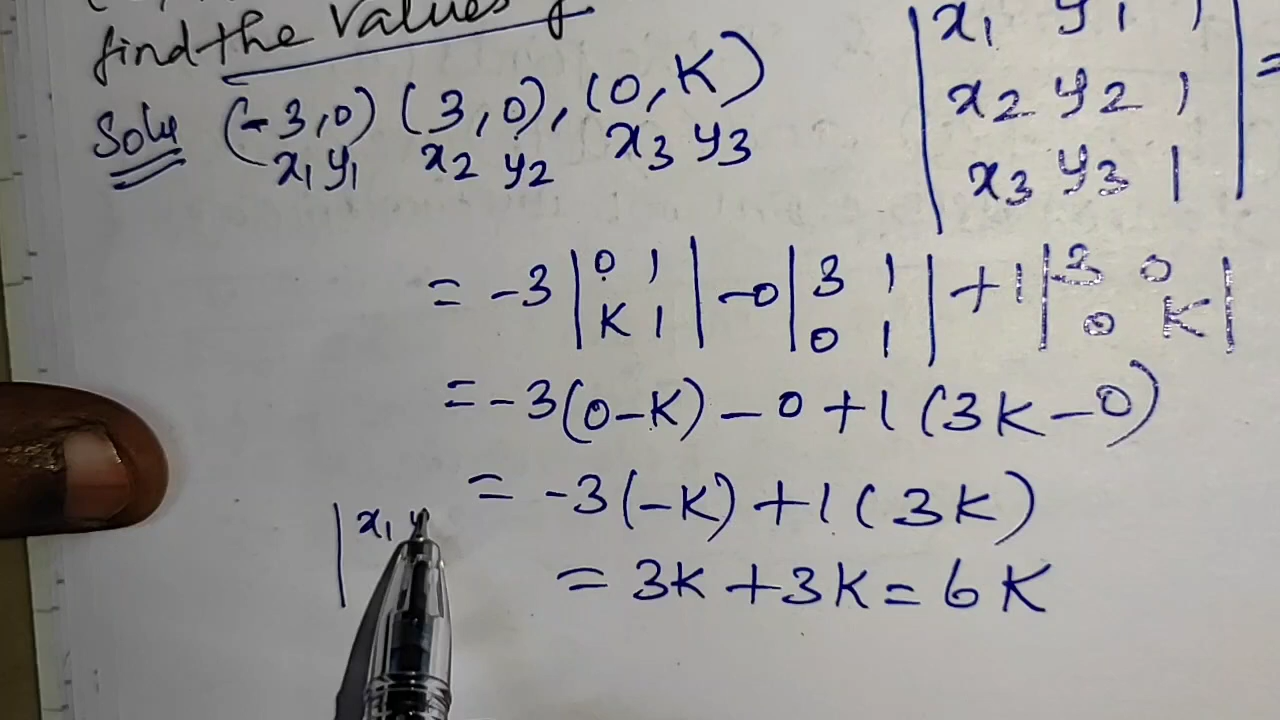 find the values
Soln (-3,0) (3,0), (0,K)
x1 y1 x2 y2 x3 y3
| x1 y1 1 |
| x2 y2 1 | =
| x3 y3 1 |
= -3 | 0 1 | -0 | 3 1 | +1 | 3 0 |
| K 1 | | 0 1 | | 0 K |
= -3(0-K) - 0 + 1 (3K-0)
= -3(-K) + 1 (3K)
| x1 y
= 3K + 3K = 6K